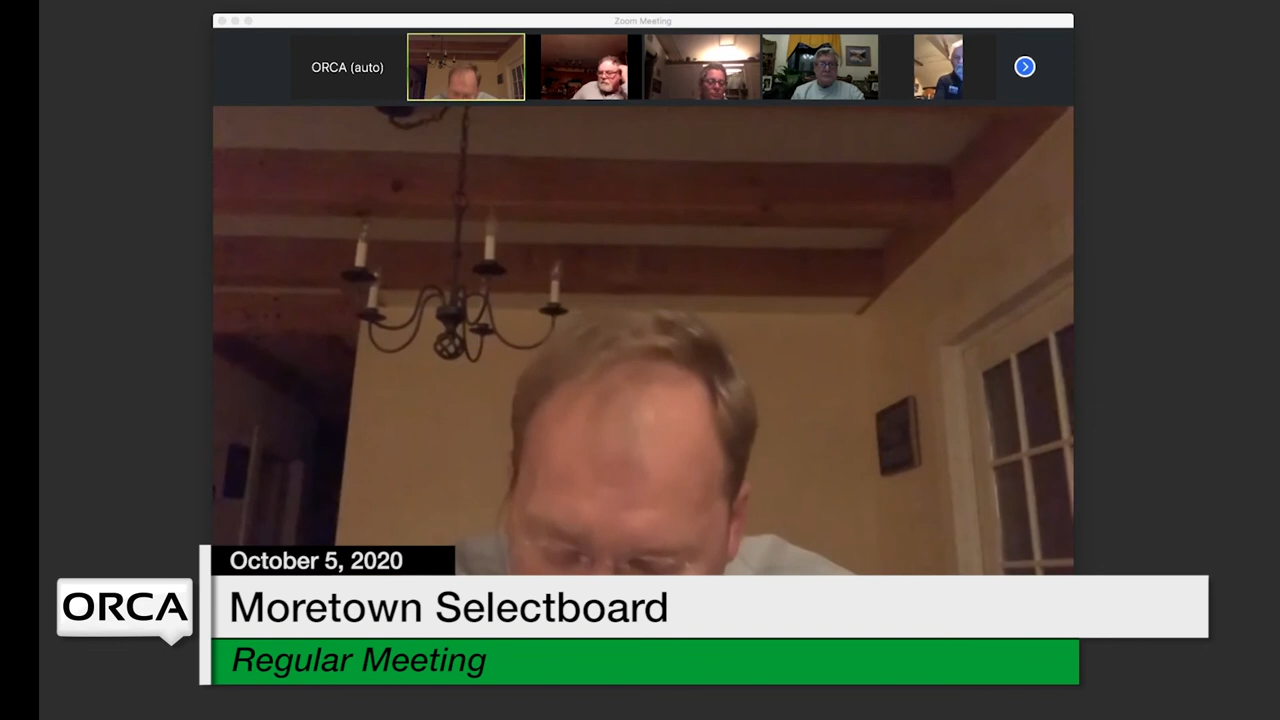 Zoom Meeting
ORCA (auto)
October 5, 2020
ORCA
Moretown Selectboard
Regular Meeting